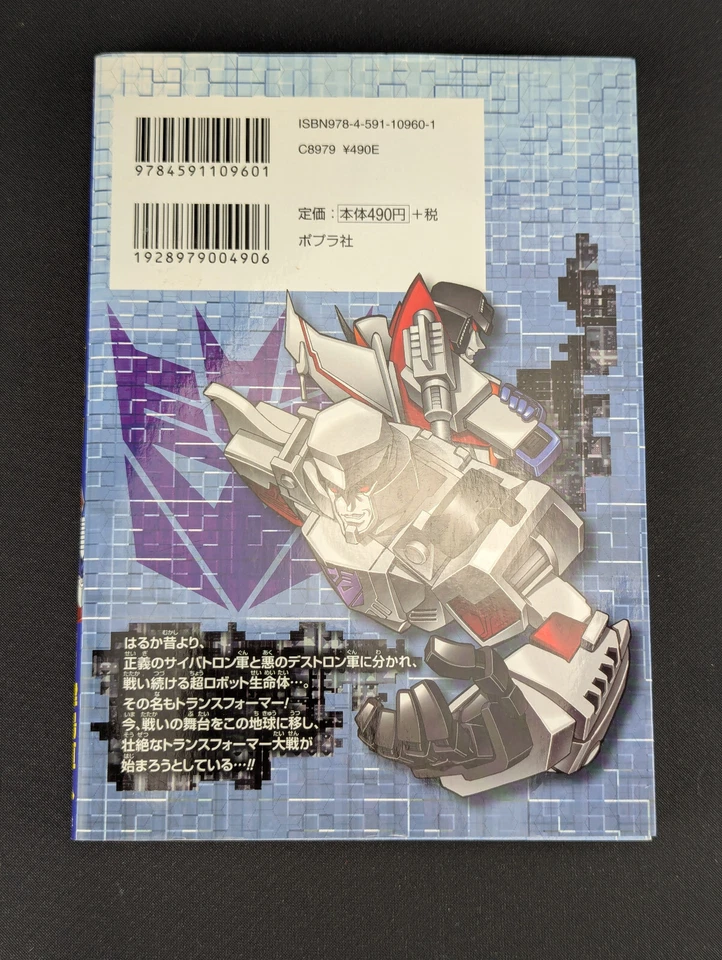 ISBN978-4-591-10960-1
C8979 ¥490E
9784591109601
定価：本体490円+税
1928979004906
ポプラ社
はるか昔より、
正義のサイバトロン軍と悪のデストロン軍に分かれ、
戦い続ける超ロボット生命体…。
その名もトランスフォーマー!
今、戦いの舞台をこの地球に移し、
壮絶なトランスフォーマー大戦が
始まろうとしている…!!